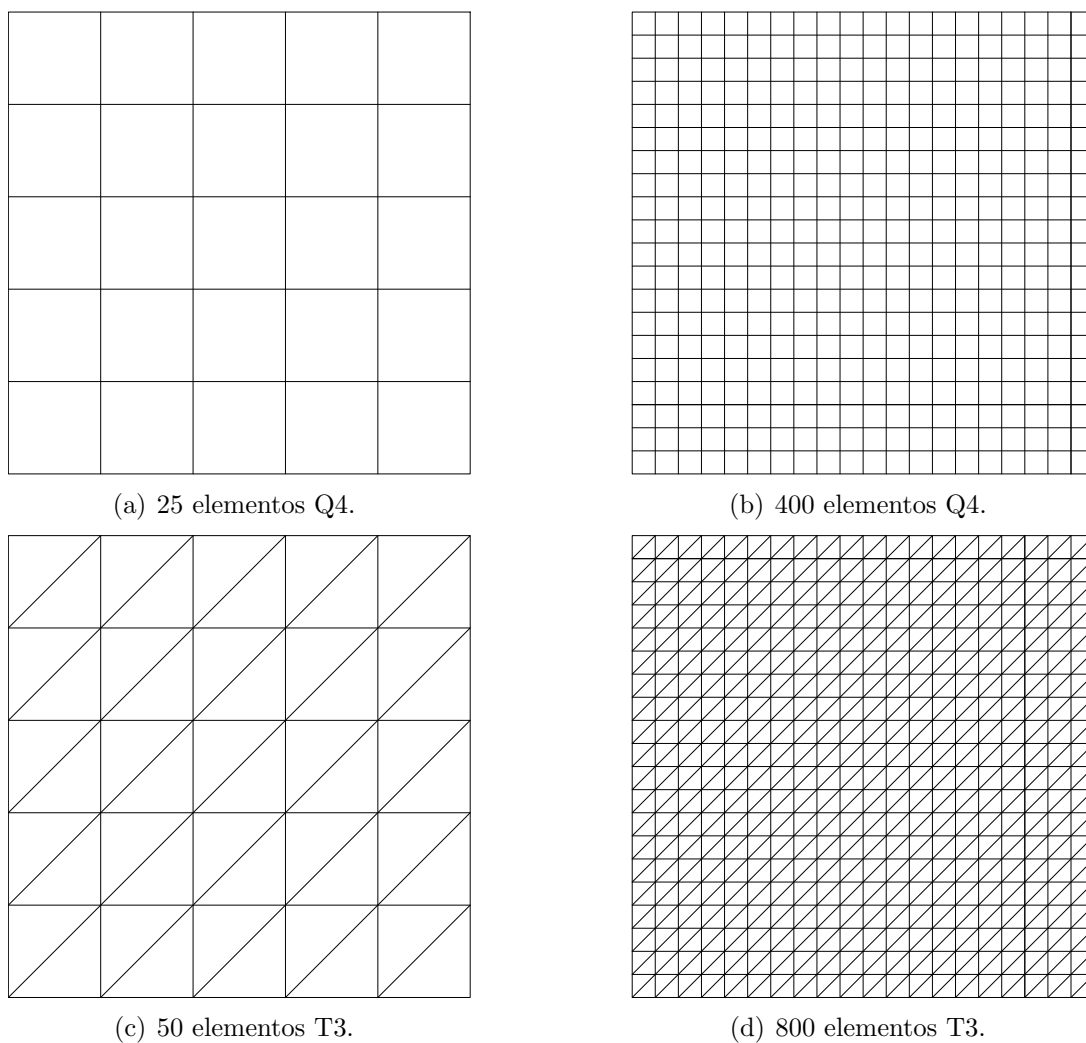 (a) 25 elementos Q4.
(b) 400 elementos Q4.
(c) 50 elementos T3.
(d) 800 elementos T3.